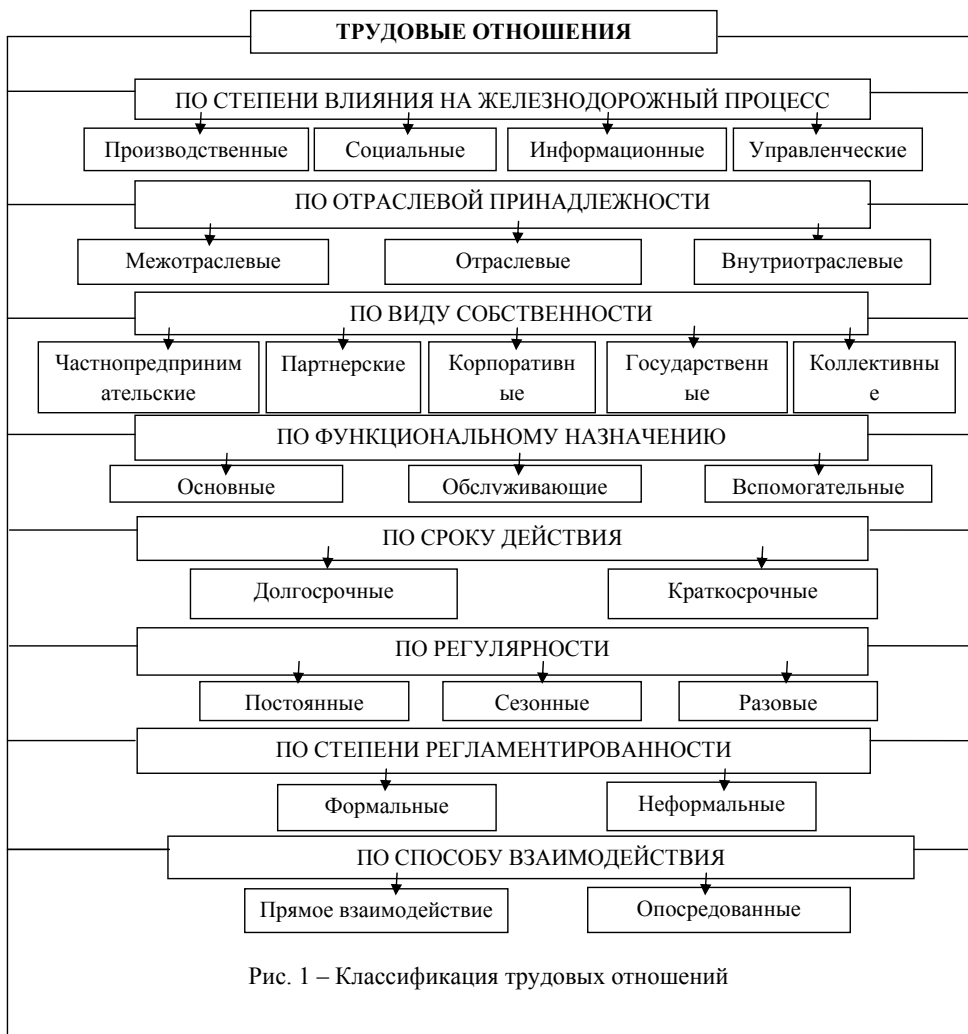 ТРУДОВЫЕ ОТНОШЕНИЯ
ПО СТЕПЕНИ ВЛИЯНИЯ НА ЖЕЛЕЗНОДОРОЖНЫЙ ПРОЦЕСС
Производственные Социальные Информационные Управленческие
ПО ОТРАСЛЕВОЙ ПРИНАДЛЕЖНОСТИ
Межотраслевые Отраслевые Внутриотраслевые
ПО ВИДУ СОБСТВЕННОСТИ
Частнопредприним Партнерские Корпоративн Государственн Коллективны
ательские ые ые е
ПО ФУНКЦИОНАЛЬНОМУ НАЗНАЧЕНИЮ
Основные Обслуживающие Вспомогательные
ПО СРОКУ ДЕЙСТВИЯ
Долгосрочные Краткосрочные
ПО РЕГУЛЯРНОСТИ
Постоянные Сезонные Разовые
ПО СТЕПЕНИ РЕГЛАМЕНТИРОВАННОСТИ
Формальные Неформальные
ПО СПОСОБУ ВЗАИМОДЕЙСТВИЯ
Прямое взаимодействие Опосредованные
Рис. 1 – Классификация трудовых отношений